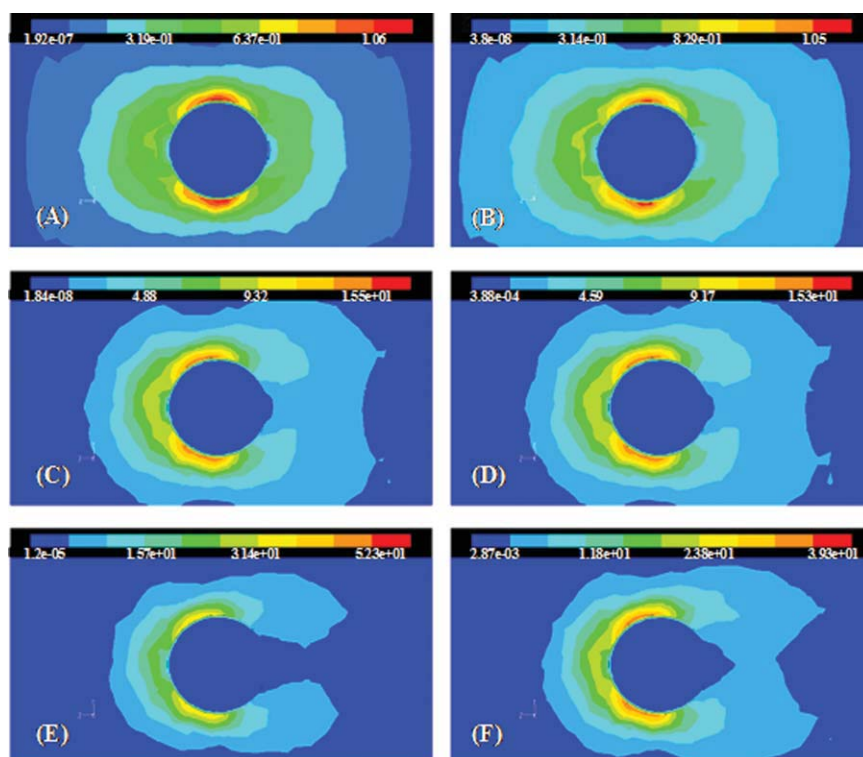 1.92e-07 3.19e-01 6.37e-01 1.06
3.8e-08 3.14e-01 8.29e-01 1.05
(A)
(B)
1.84e-08 4.88 9.32 1.55e+01
3.88e-04 4.59 9.17 1.53e+01
(C)
(D)
1.2e-05 1.57e+01 3.14e+01 5.23e+01
2.87e-03 1.18e+01 2.38e+01 3.93e+01
(E)
(F)